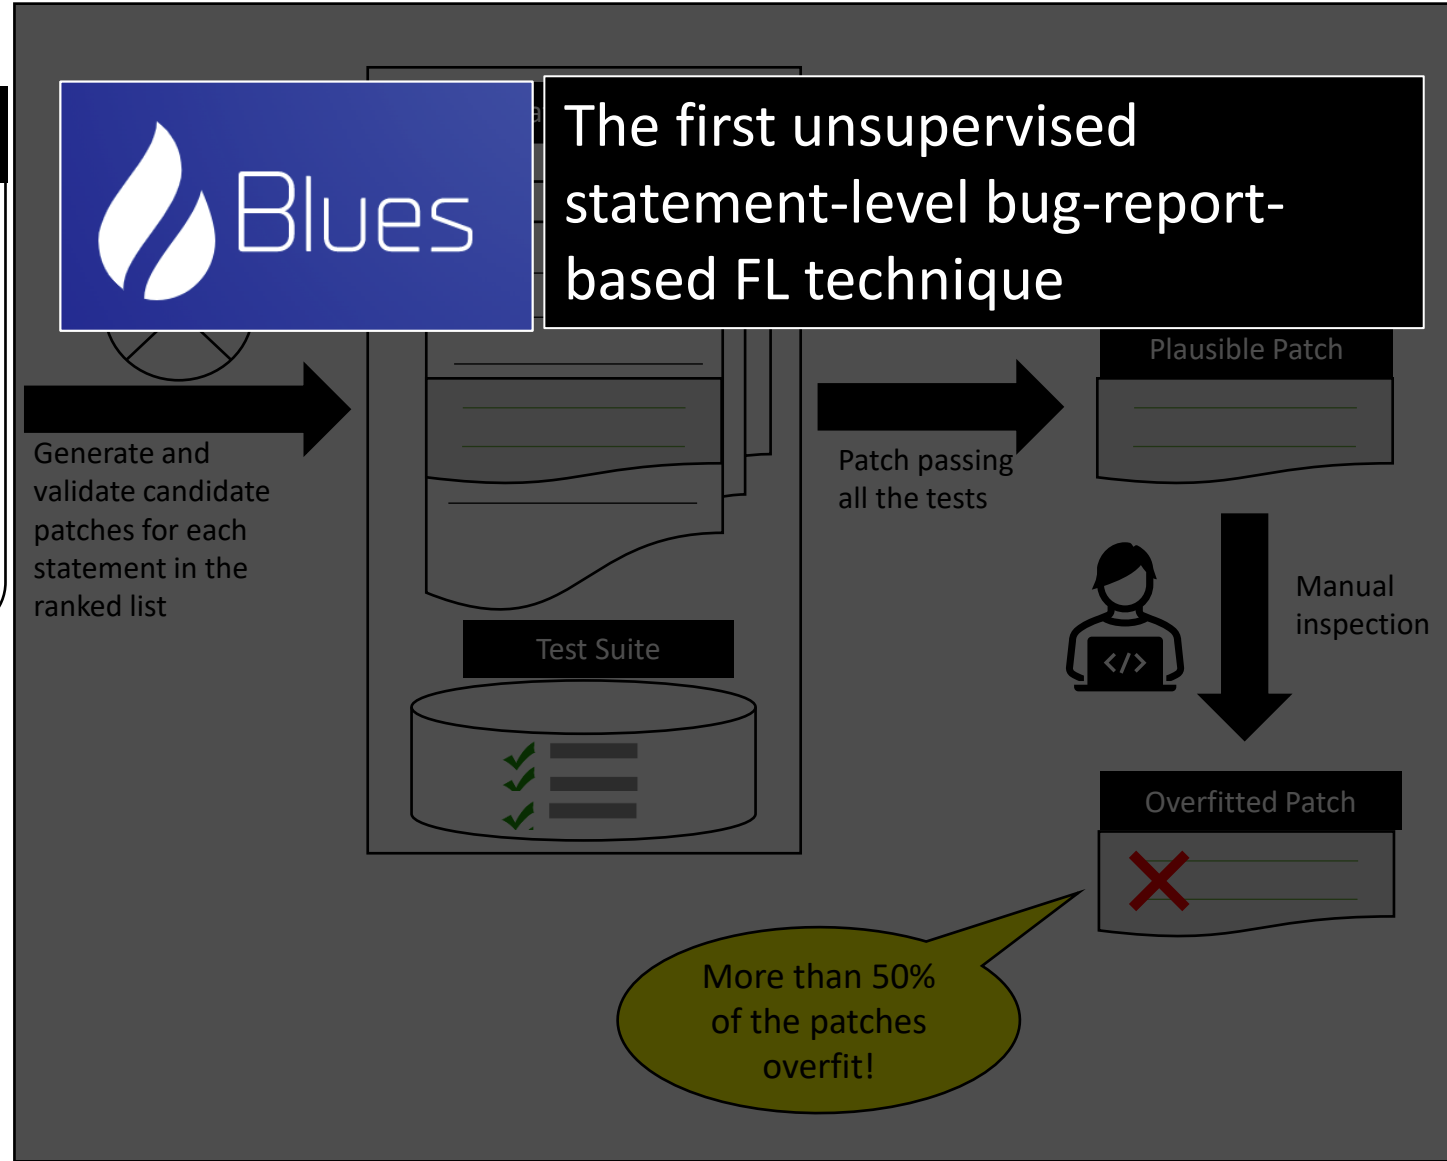 Blues
The first unsupervised
statement-level bug-report-
based FL technique
Plausible Patch
Generate and
validate candidate
patches for each
statement in the
ranked list
Patch passing
all the tests
Manual
inspection
</>
Test Suite
Overfitted Patch
More than 50%
of the patches
overfit!